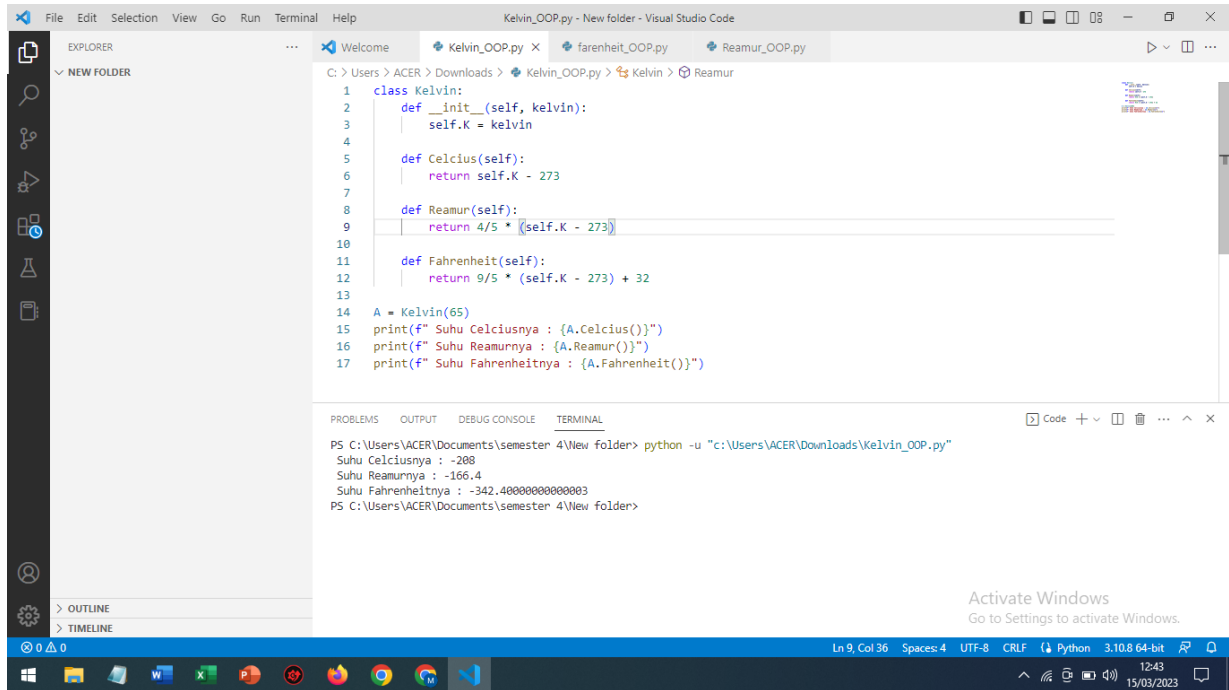 File Edit Selection View Go Run Terminal Help Kelvin_OOP.py - New folder - Visual Studio Code
EXPLORER
NEW FOLDER
Welcome Kelvin_OOP.py farenheit_OOP.py Reamur_OOP.py
C: > Users > ACER > Downloads > Kelvin_OOP.py > Kelvin > Reamur
1 class Kelvin:
2     def __init__(self, kelvin):
3         self.K = kelvin
4
5     def Celcius(self):
6         return self.K - 273
7
8     def Reamur(self):
9         return 4/5 * (self.K - 273)
10
11     def Fahrenheit(self):
12         return 9/5 * (self.K - 273) + 32
13
14 A = Kelvin(65)
15 print(f" Suhu Celciusnya : {A.Celcius()}")
16 print(f" Suhu Reamurnya : {A.Reamur()}")
17 print(f" Suhu Fahrenheitnya : {A.Fahrenheit()}")
PROBLEMS OUTPUT DEBUG CONSOLE TERMINAL Code
PS C:\Users\ACER\Documents\semester 4\New folder> python -u "c:\Users\ACER\Downloads\Kelvin_OOP.py"
 Suhu Celciusnya : -208
 Suhu Reamurnya : -166.4
 Suhu Fahrenheitnya : -342.40000000000003
PS C:\Users\ACER\Documents\semester 4\New folder>
Activate Windows
Go to Settings to activate Windows.
OUTLINE
TIMELINE
0 0 Ln 9, Col 36 Spaces: 4 UTF-8 CRLF Python 3.10.8 64-bit
12:43
15/03/2023